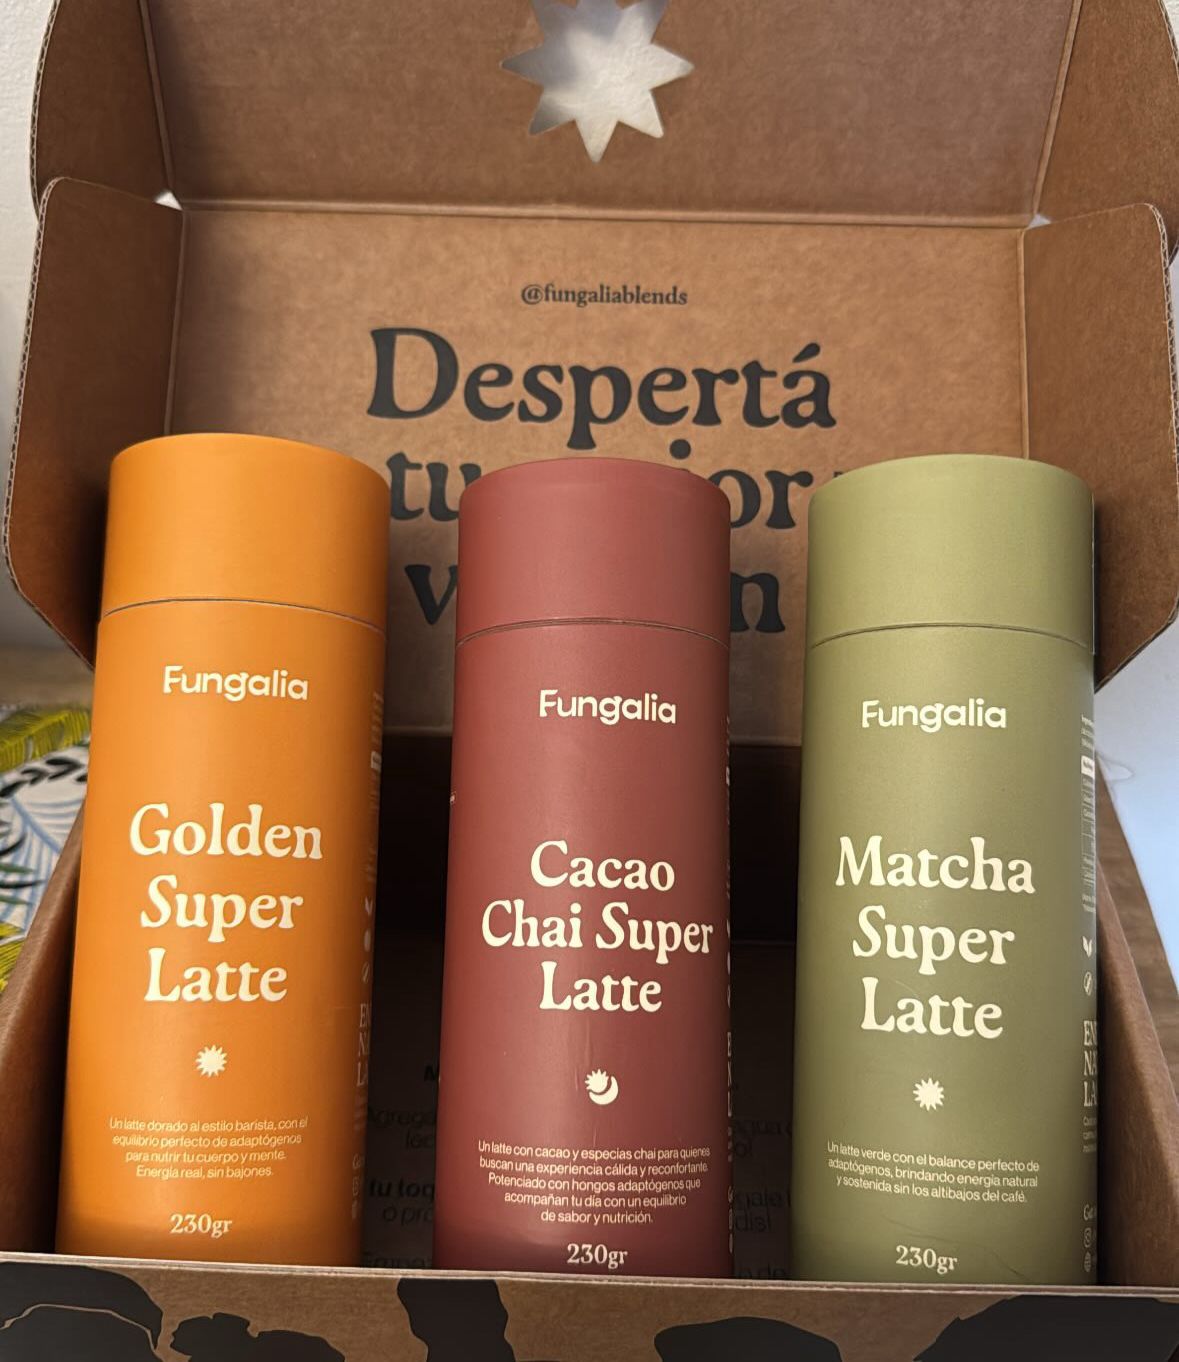 @fungaliablends
Despertá
tu
Fungalia
Golden
Super
Latte
Un latte dorado al estilo barista, con el
equilibrio perfecto de adaptógenos
para nutrir tu cuerpo y mente.
Energía real, sin bajones.
230gr
Fungalia
Cacao
Chai Super
Latte
Un latte con cacao y especias chai para quienes
buscan una experiencia cálida y reconfortante.
Potenciado con hongos adaptógenos que
acompañan tu día con un equilibrio
de sabor y nutrición.
230gr
Fungalia
Matcha
Super
Latte
Un latte verde con el balance perfecto de
adaptógenos, brindando energía natural
y sostenida sin los altibajos del café.
230gr